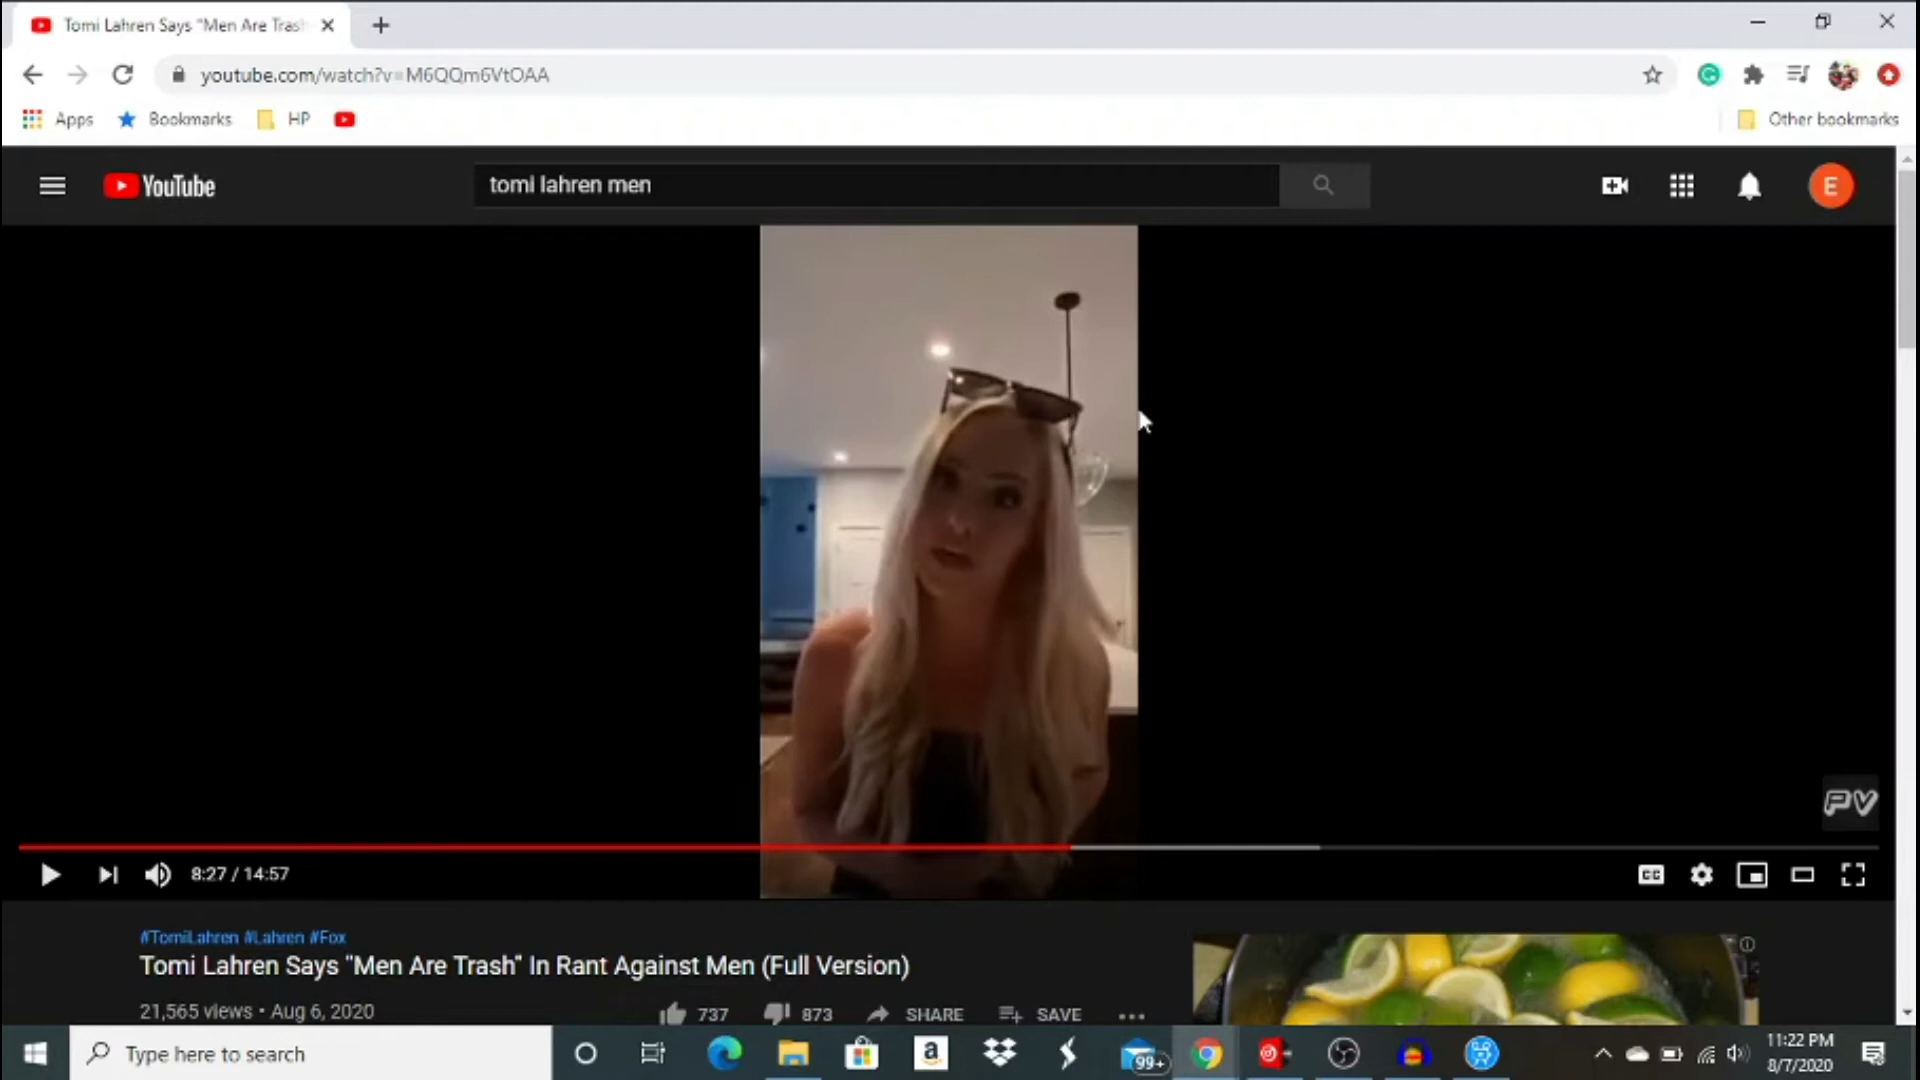 Tomi Lahren Says "Men Are Trash
youtube.com/watch?v=M6QQm6VtOAA
Apps Bookmarks HP Other bookmarks
YouTube tomi lahren men E
PV
8:27 / 14:57 CC
#TomiLahren #Lahren #Fox
Tomi Lahren Says "Men Are Trash" In Rant Against Men (Full Version)
21,565 views • Aug 6, 2020 737 873 SHARE SAVE
Type here to search a 99+ 11:22 PM
8/7/2020